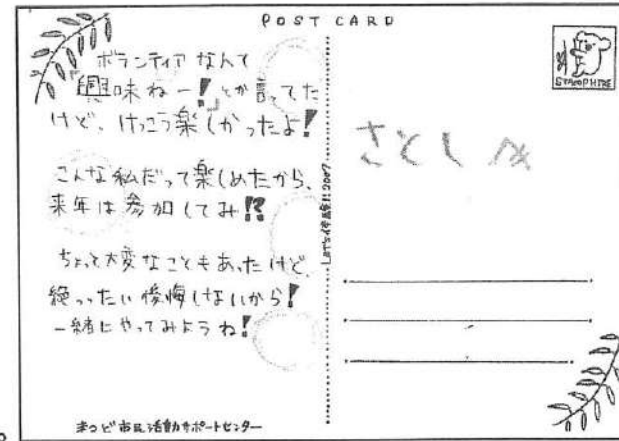 POST CARD
ボランティアなんて
「興味ねー!」とか言ってた
けど、けっこう楽しかったよ!
こんな私だって楽しめたから、
来年は参加してみ!?
ちょっと大変なこともあったけど、
絶っったい後悔しないから!
一緒にやってみようね!
まつど市民活動サポートセンター
さとし
STAMP HERE